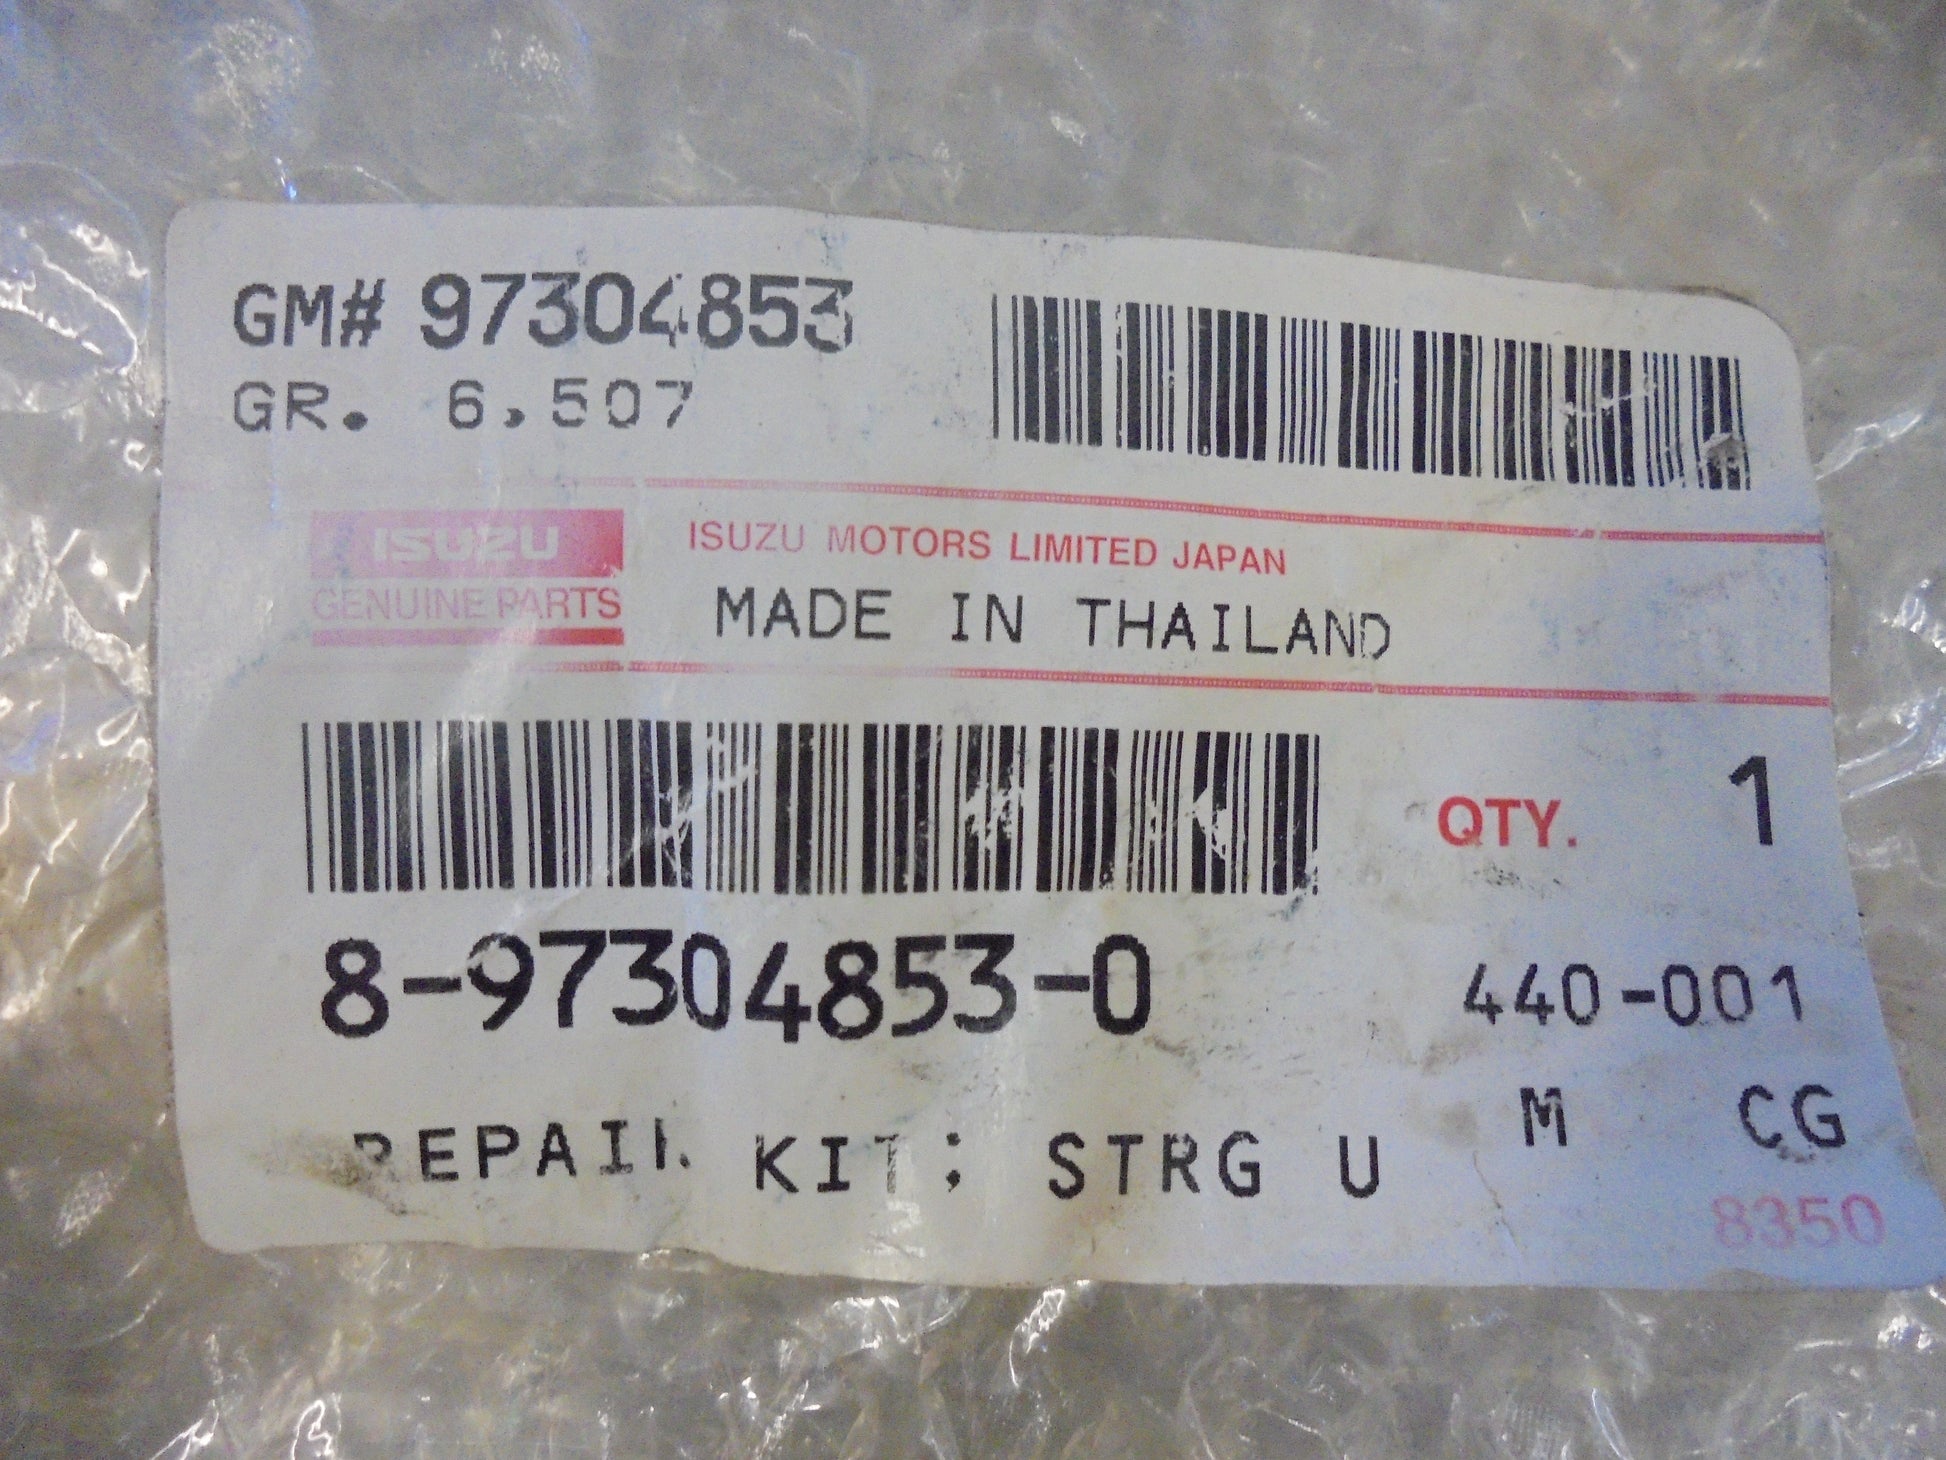 GM# 97304853
GR. 6.507
ISUZU
GENUINE PARTS
ISUZU MOTORS LIMITED JAPAN
MADE IN THAILAND
QTY. 1
8-97304853-0
440-001
REPAIR KIT; STRG U
M CG
8350